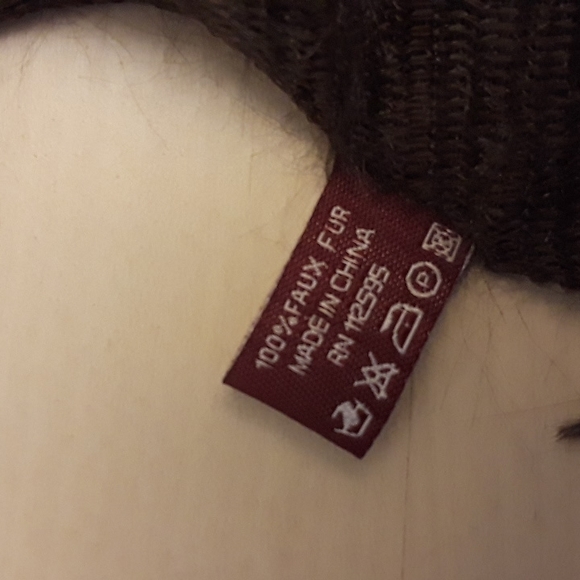 100% FAUX FUR
MADE IN CHINA
RN 112595
P